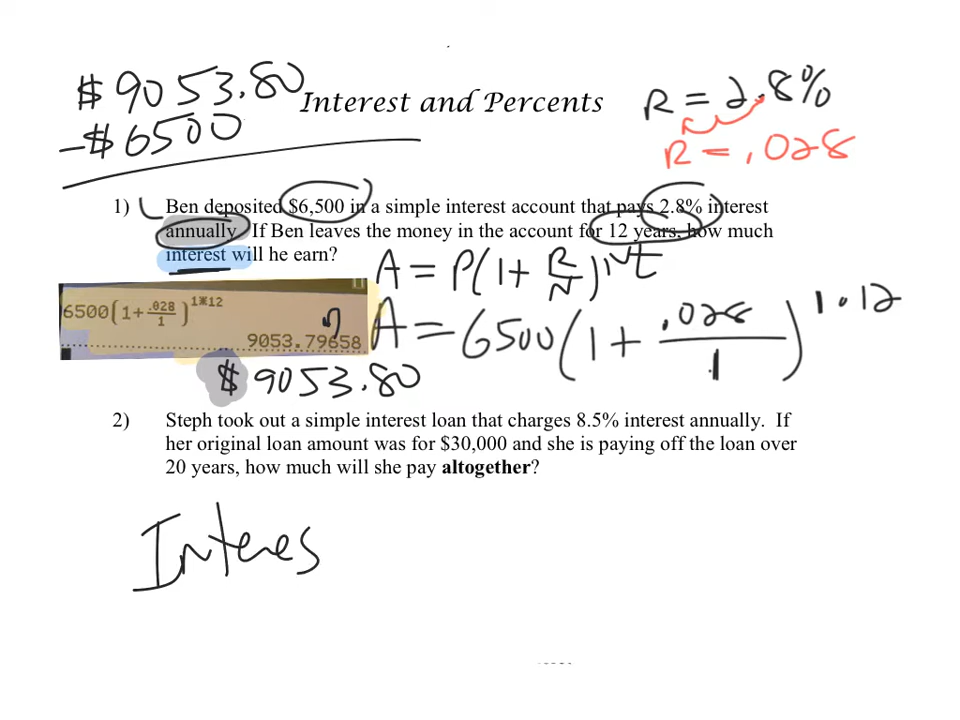 $9053.80
-$6500
Interest and Percents
R = 2.8%
R = .028
1) Ben deposited $6,500 in a simple interest account that pays 2.8% interest
annually. If Ben leaves the money in the account for 12 years, how much
interest will he earn?
A = P(1 + R/N)^Nt
6500(1+.028/1)^1*12
9053.79658
A = 6500(1 + .028/1)^1·12
$9053.80
2) Steph took out a simple interest loan that charges 8.5% interest annually. If
her original loan amount was for $30,000 and she is paying off the loan over
20 years, how much will she pay altogether?
Interes